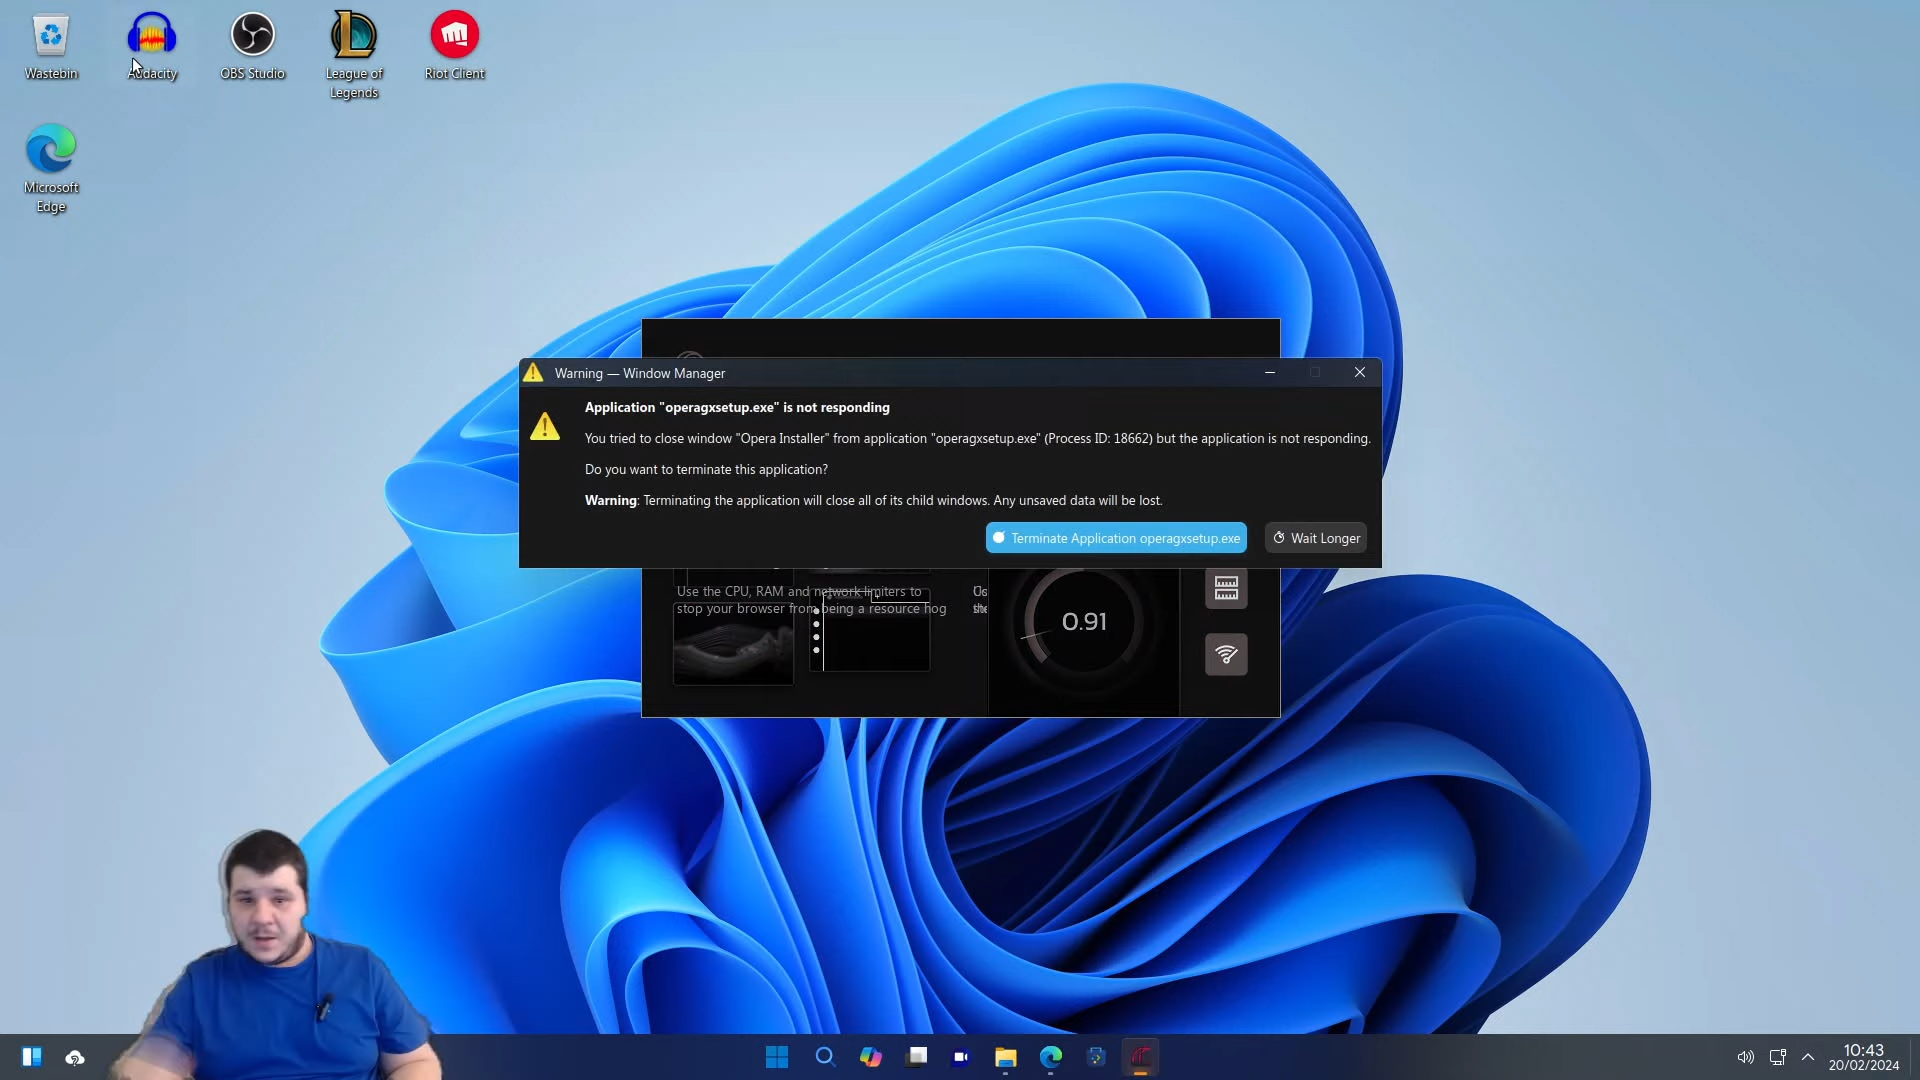 Wastebin
Audacity
OBS Studio
League of
Legends
Riot Client
Microsoft
Edge
Warning — Window Manager
Application "operagxsetup.exe" is not responding
You tried to close window "Opera Installer" from application "operagxsetup.exe" (Process ID: 18662) but the application is not responding.
Do you want to terminate this application?
Warning: Terminating the application will close all of its child windows. Any unsaved data will be lost.
Terminate Application operagxsetup.exe
Wait Longer
Use the CPU, RAM and network limiters to
stop your browser from being a resource hog
0.91
10:43
20/02/2024